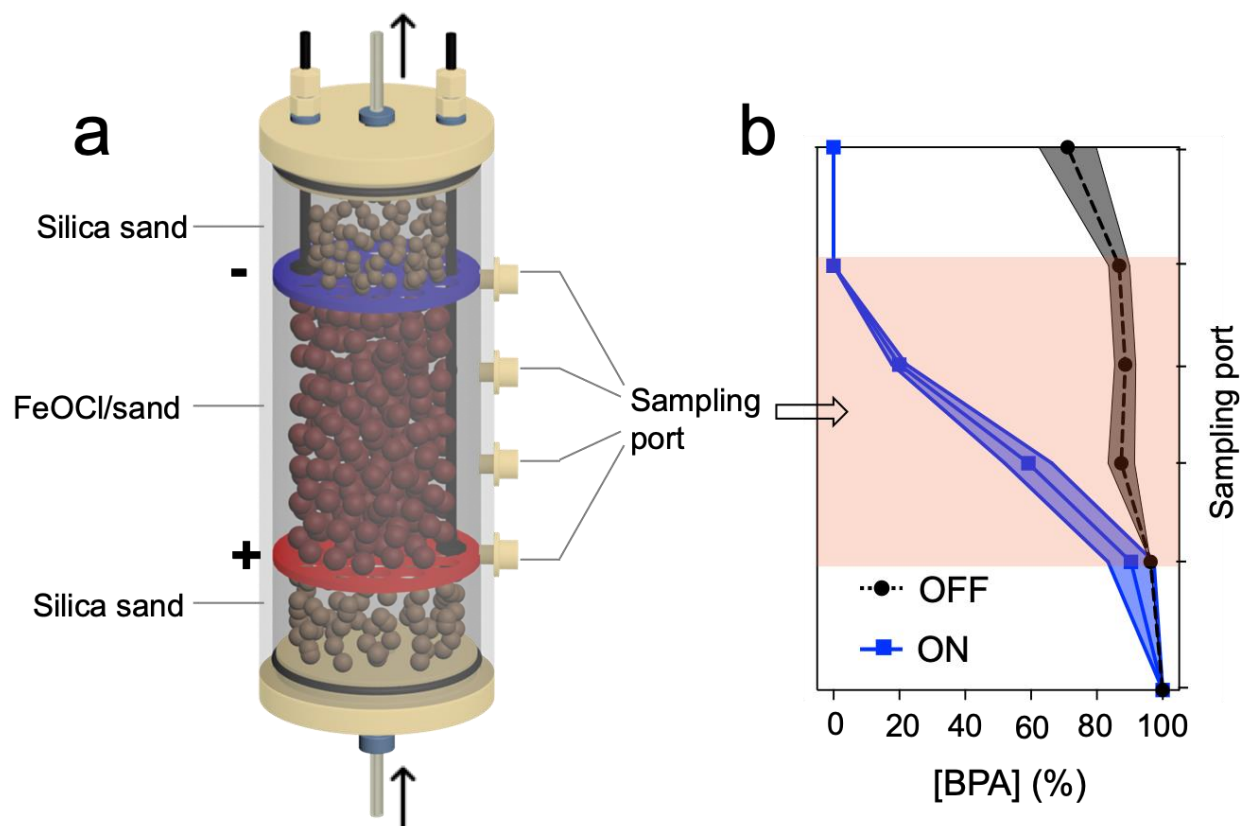 a
Silica sand
-
FeOCl/sand
+
Silica sand
Sampling
port
b
OFF
ON
0 20 40 60 80 100
[BPA] (%)
Sampling port